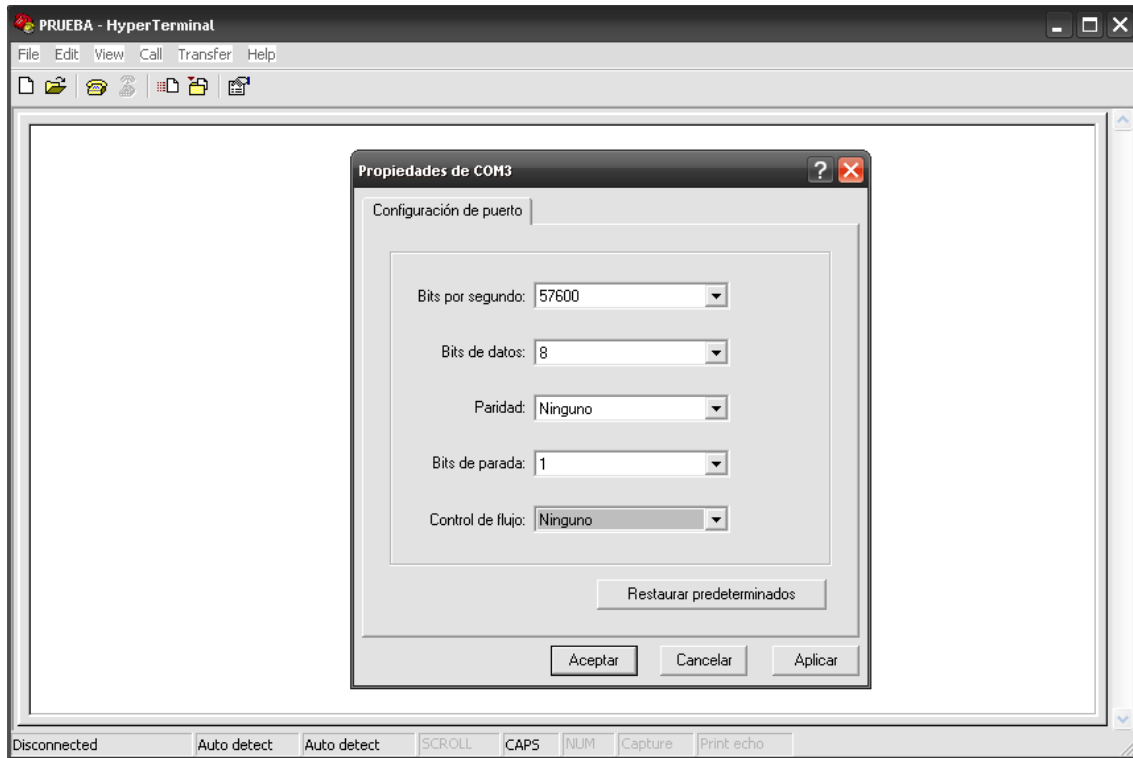 PRUEBA - HyperTerminal
File Edit View Call Transfer Help
Propiedades de COM3
Configuración de puerto
Bits por segundo: 57600
Bits de datos: 8
Paridad: Ninguno
Bits de parada: 1
Control de flujo: Ninguno
Restaurar predeterminados
Aceptar Cancelar Aplicar
Disconnected Auto detect Auto detect SCROLL CAPS NUM Capture Print echo